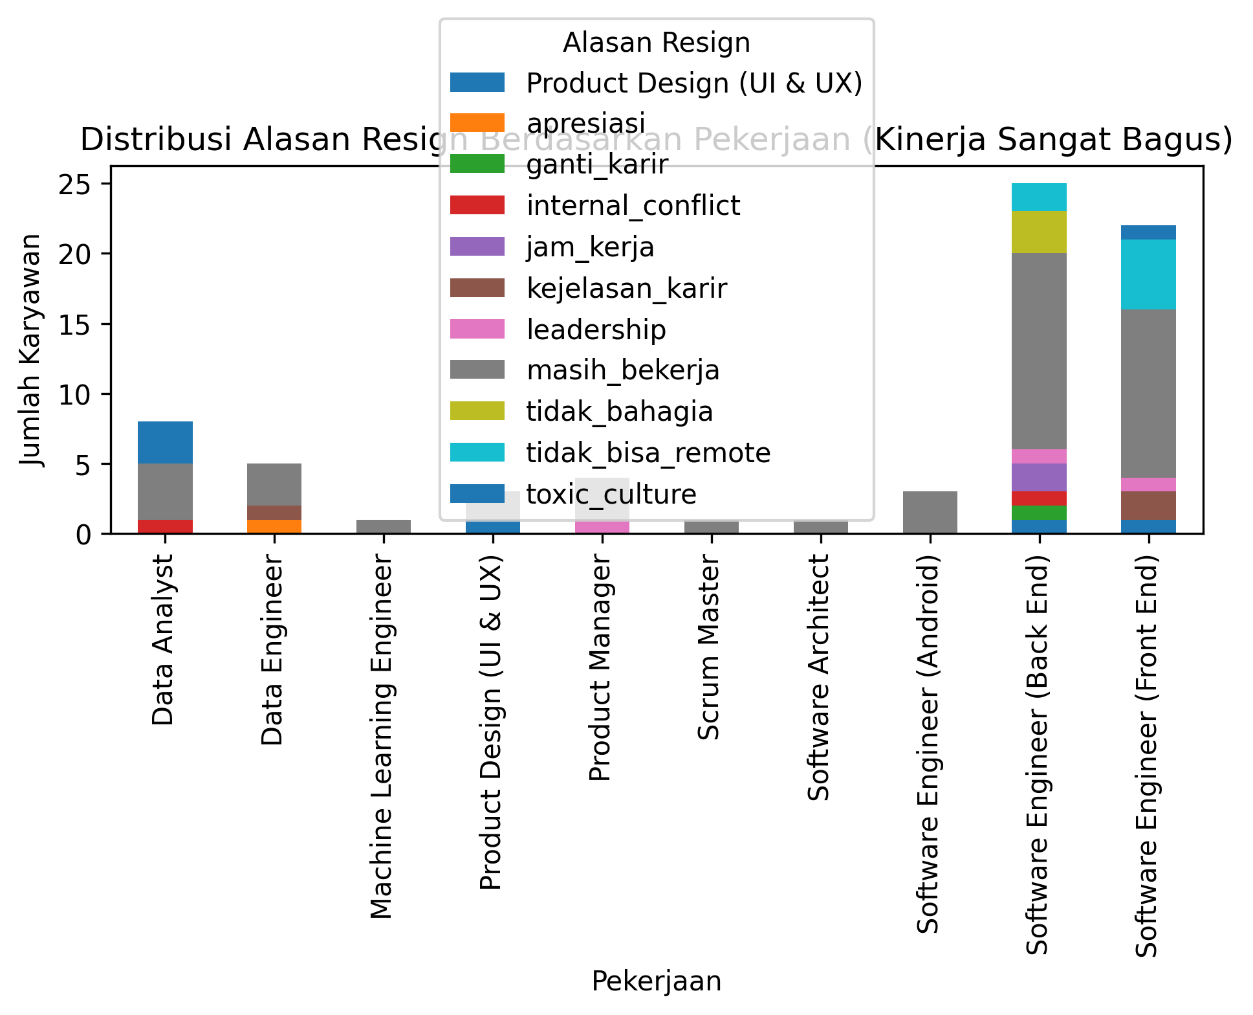 Alasan Resign
Product Design (UI & UX)
apresiasi
Distribusi Alasan Resign Berdasarkan Pekerjaan (Kinerja Sangat Bagus)
ganti_karir
internal_conflict
jam_kerja
kejelasan_karir
leadership
masih_bekerja
tidak_bahagia
tidak_bisa_remote
toxic_culture
Jumlah Karyawan
25
20
15
10
5
0
Data Analyst
Data Engineer
Machine Learning Engineer
Product Design (UI & UX)
Product Manager
Scrum Master
Software Architect
Software Engineer (Android)
Software Engineer (Back End)
Software Engineer (Front End)
Pekerjaan